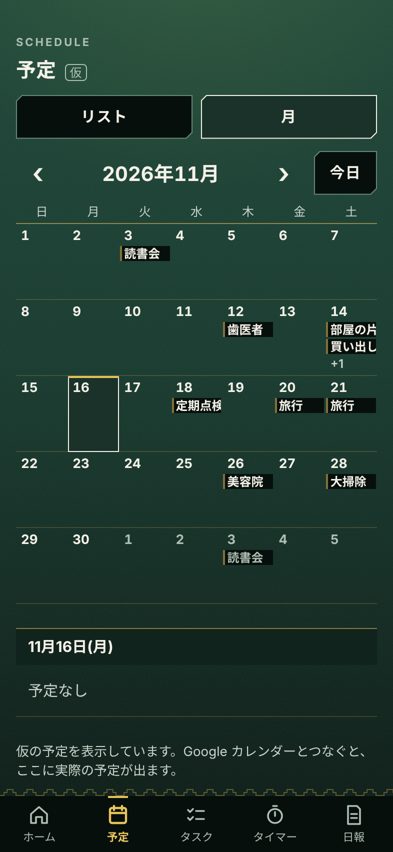 SCHEDULE
予定 仮
リスト 月
‹ 2026年11月 › 今日
日 月 火 水 木 金 土
1 2 3 4 5 6 7
読書会
8 9 10 11 12 13 14
歯医者 部屋の片
買い出し
+1
15 16 17 18 19 20 21
定期点検 旅行 旅行
22 23 24 25 26 27 28
美容院 大掃除
29 30 1 2 3 4 5
読書会
11月16日(月)
予定なし
仮の予定を表示しています。Google カレンダーとつなぐと、
ここに実際の予定が出ます。
ホーム 予定 タスク タイマー 日報